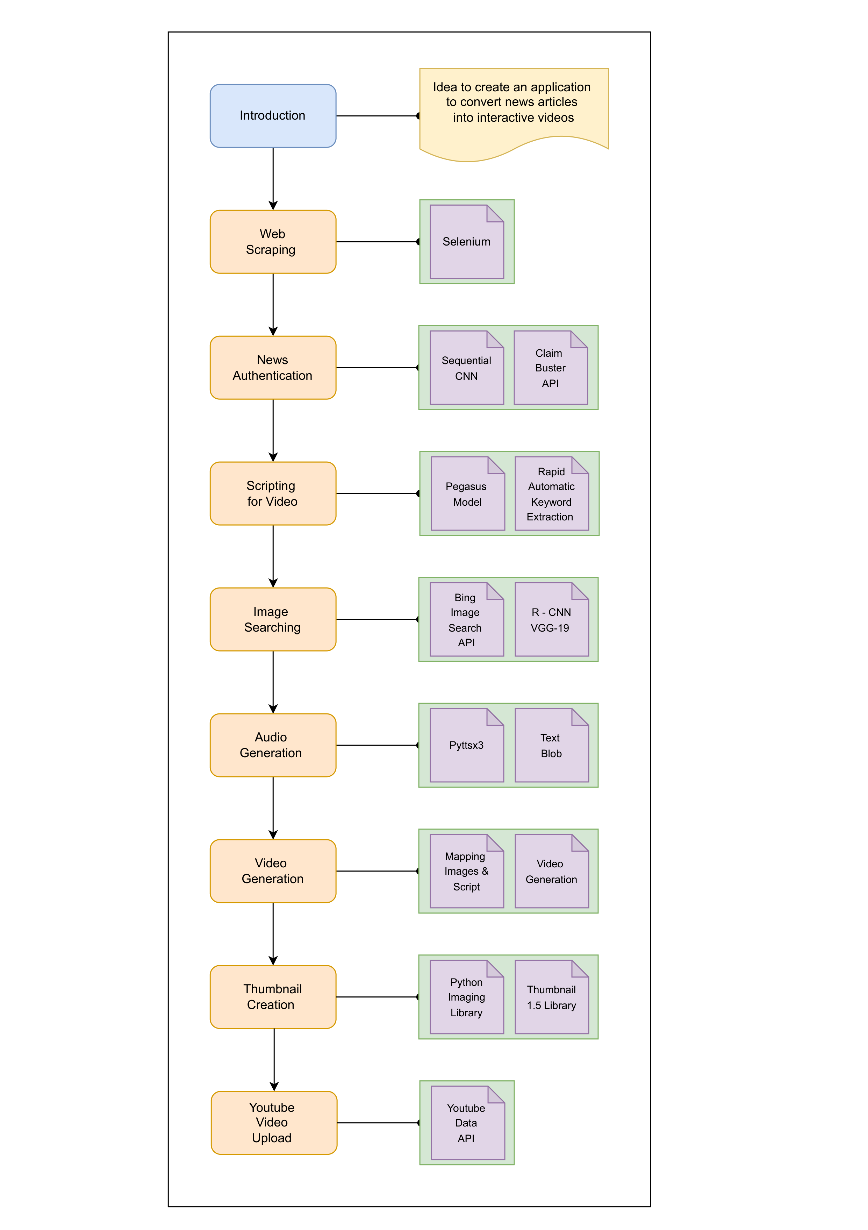 Introduction
Idea to create an application
to convert news articles
into interactive videos
Web
Scraping
Selenium
News
Authentication
Sequential
CNN
Claim
Buster
API
Scripting
for Video
Pegasus
Model
Rapid
Automatic
Keyword
Extraction
Image
Searching
Bing
Image
Search
API
R - CNN
VGG-19
Audio
Generation
Pyttsx3
Text
Blob
Video
Generation
Mapping
Images &
Script
Video
Generation
Thumbnail
Creation
Python
Imaging
Library
Thumbnail
1.5 Library
Youtube
Video
Upload
Youtube
Data
API